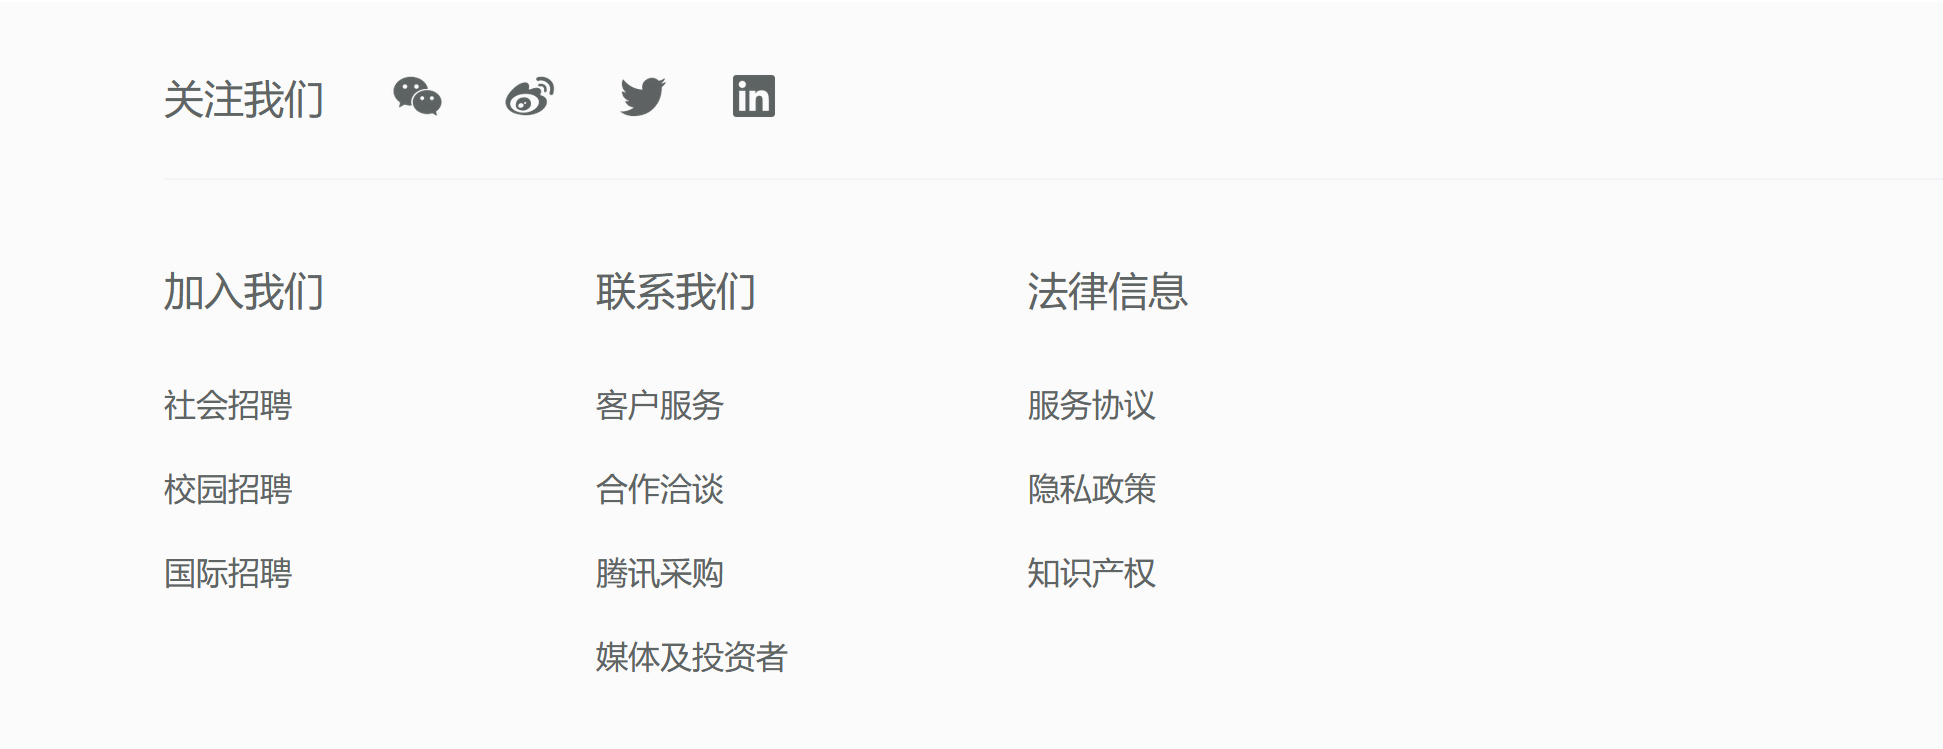 关注我们
加入我们
社会招聘
校园招聘
国际招聘
联系我们
客户服务
合作洽谈
腾讯采购
媒体及投资者
法律信息
服务协议
隐私政策
知识产权